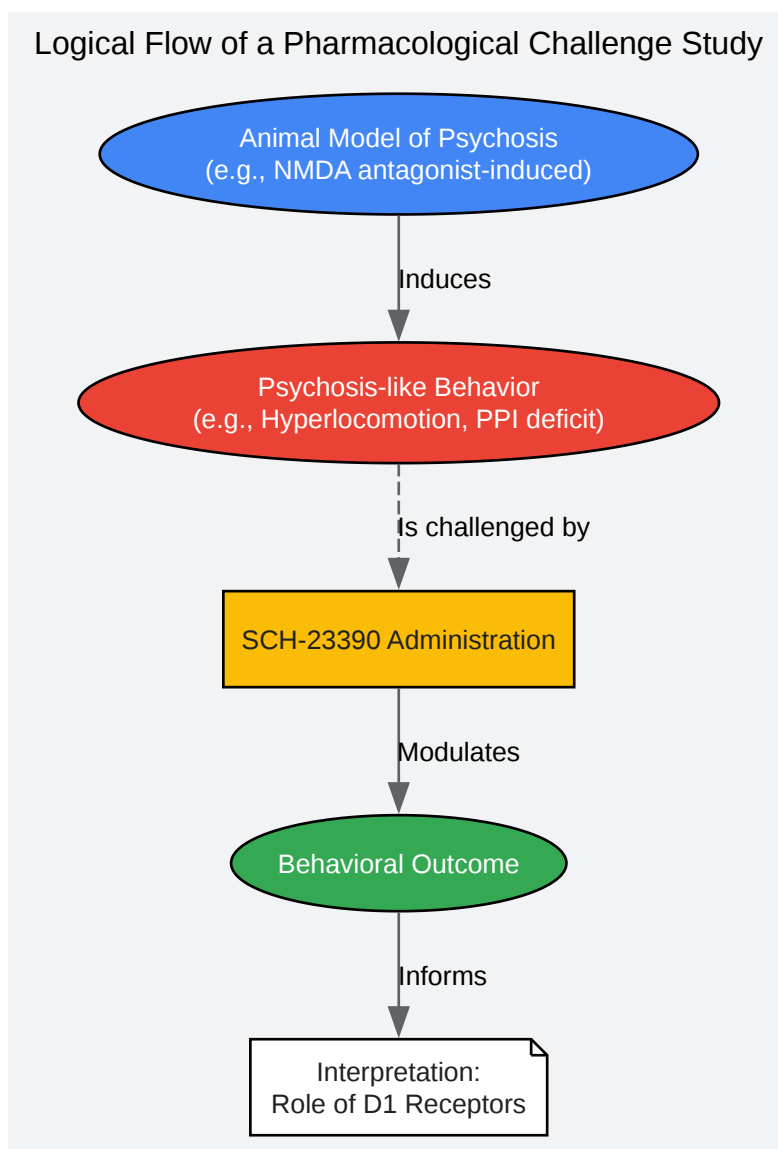 Logical Flow of a Pharmacological Challenge Study
Animal Model of Psychosis
(e.g., NMDA antagonist-induced)
Induces
Psychosis-like Behavior
(e.g., Hyperlocomotion, PPI deficit)
Is challenged by
SCH-23390 Administration
Modulates
Behavioral Outcome
Informs
Interpretation:
Role of D1 Receptors